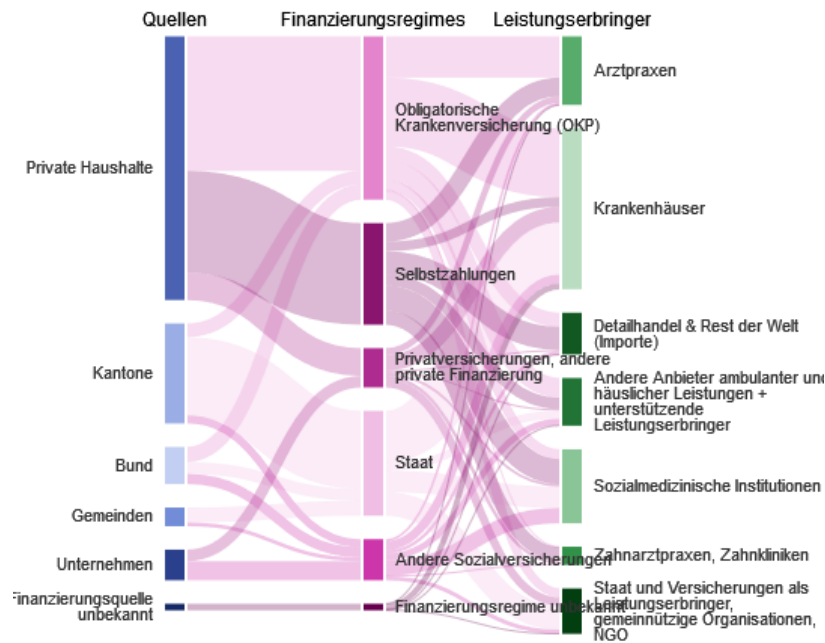 Quellen
Finanzierungsregimes
Leistungserbringer
Private Haushalte
Kantone
Bund
Gemeinden
Unternehmen
Finanzierungsquelle
unbekannt
Obligatorische
Krankenversicherung (OKP)
Selbstzahlungen
Privatversicherungen, andere
private Finanzierung
Staat
Andere Sozialversicherungen
Finanzierungsregime unbekannt
Arztpraxen
Krankenhäuser
Detailhandel & Rest der Welt
(Importe)
Andere Anbieter ambulanter und
häuslicher Leistungen +
unterstützende
Leistungserbringer
Sozialmedizinische Institutionen
Zahnarztpraxen, Zahnkliniken
Staat und Versicherungen als
Leistungserbringer,
gemeinnützige Organisationen,
NGO